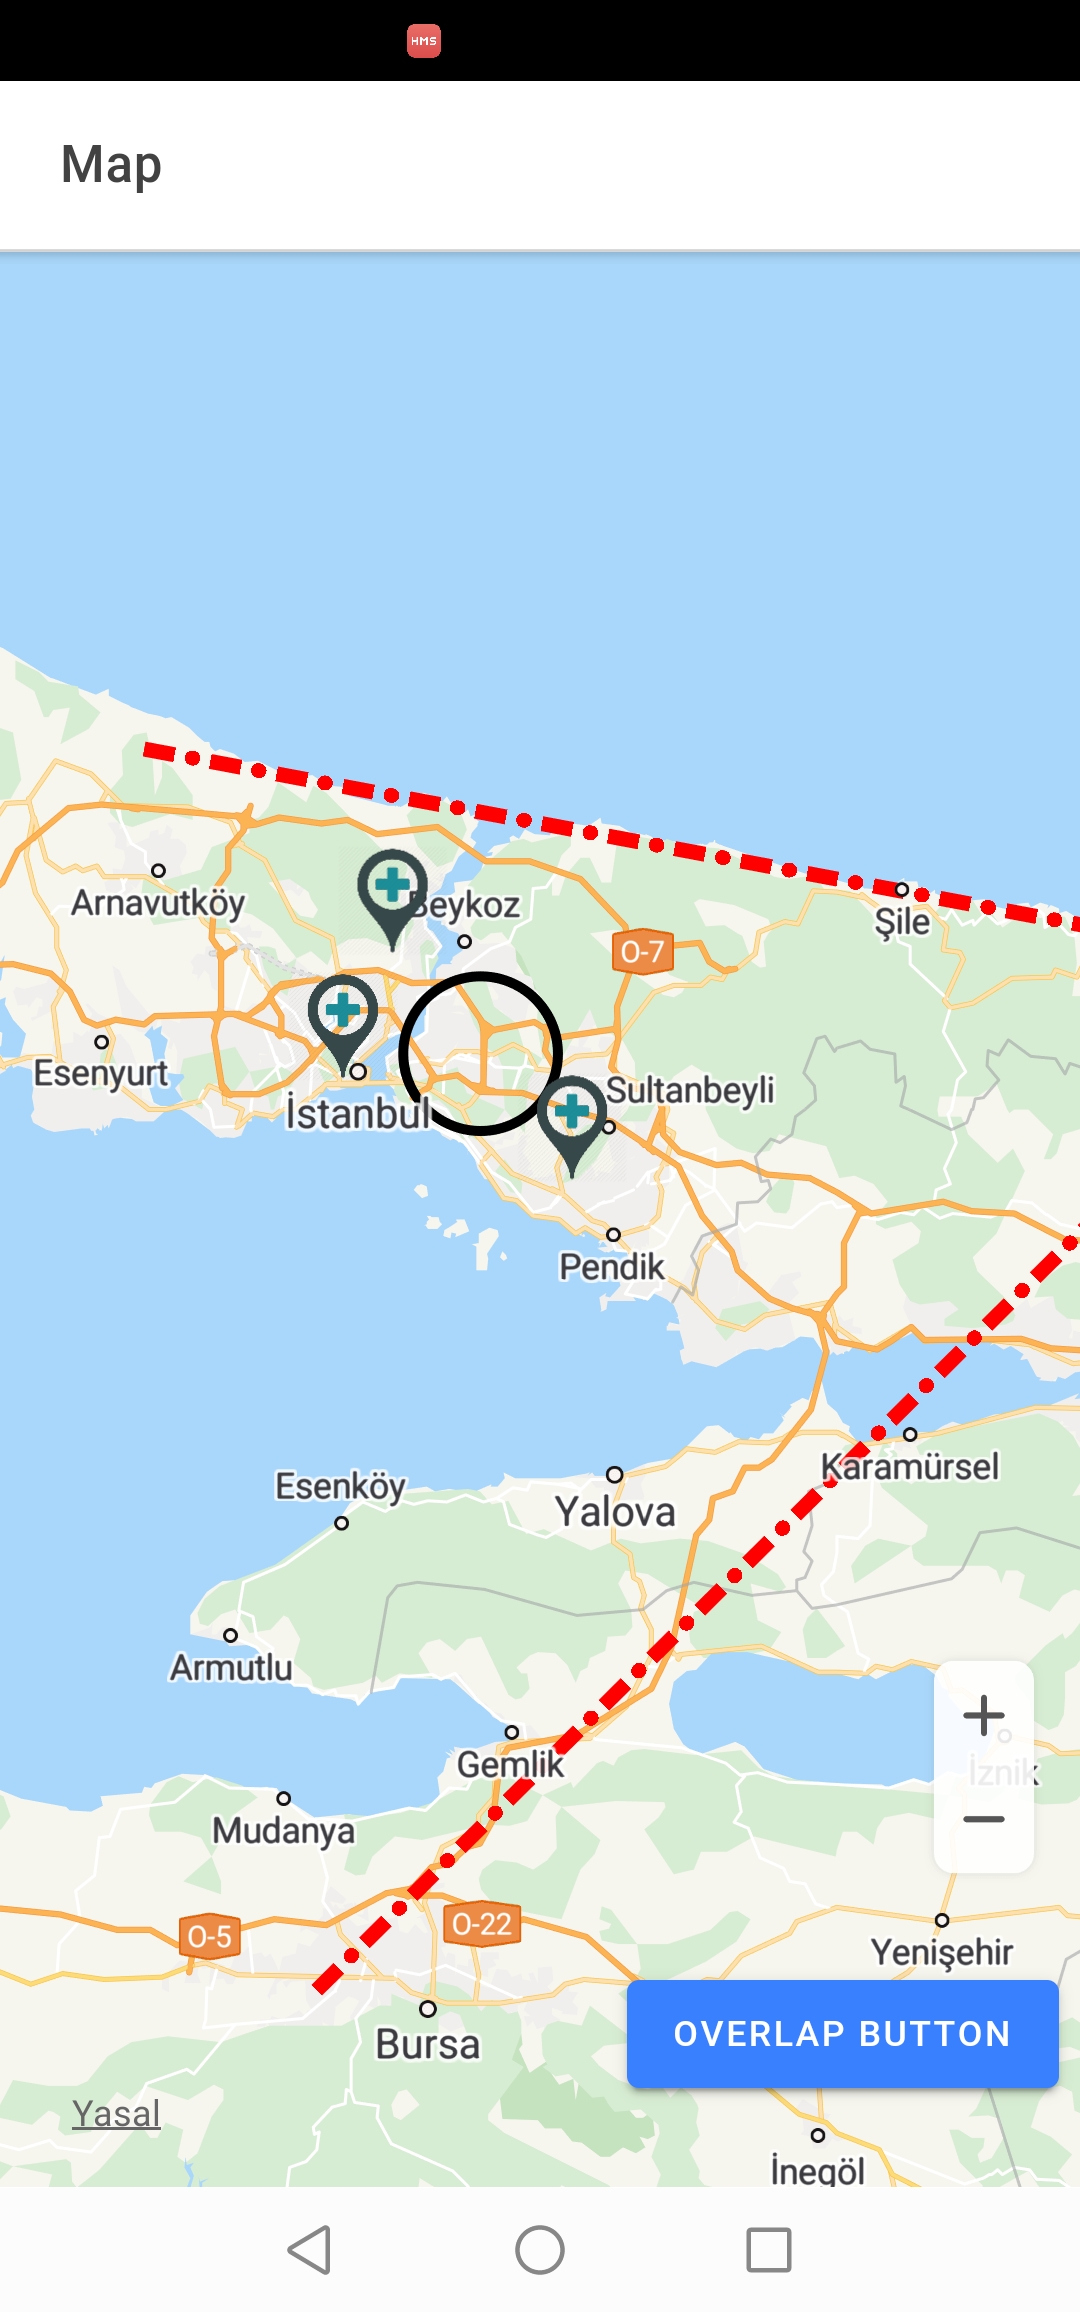 HMS
Map
Arnavutköy
Beykoz
Şile
O-7
Esenyurt
Sultanbeyli
İstanbul
Pendik
Karamürsel
Esenköy
Yalova
Armutlu
Gemlik
İznik
Mudanya
O-5
O-22
Yenişehir
OVERLAP BUTTON
Bursa
Yasal
İnegöl